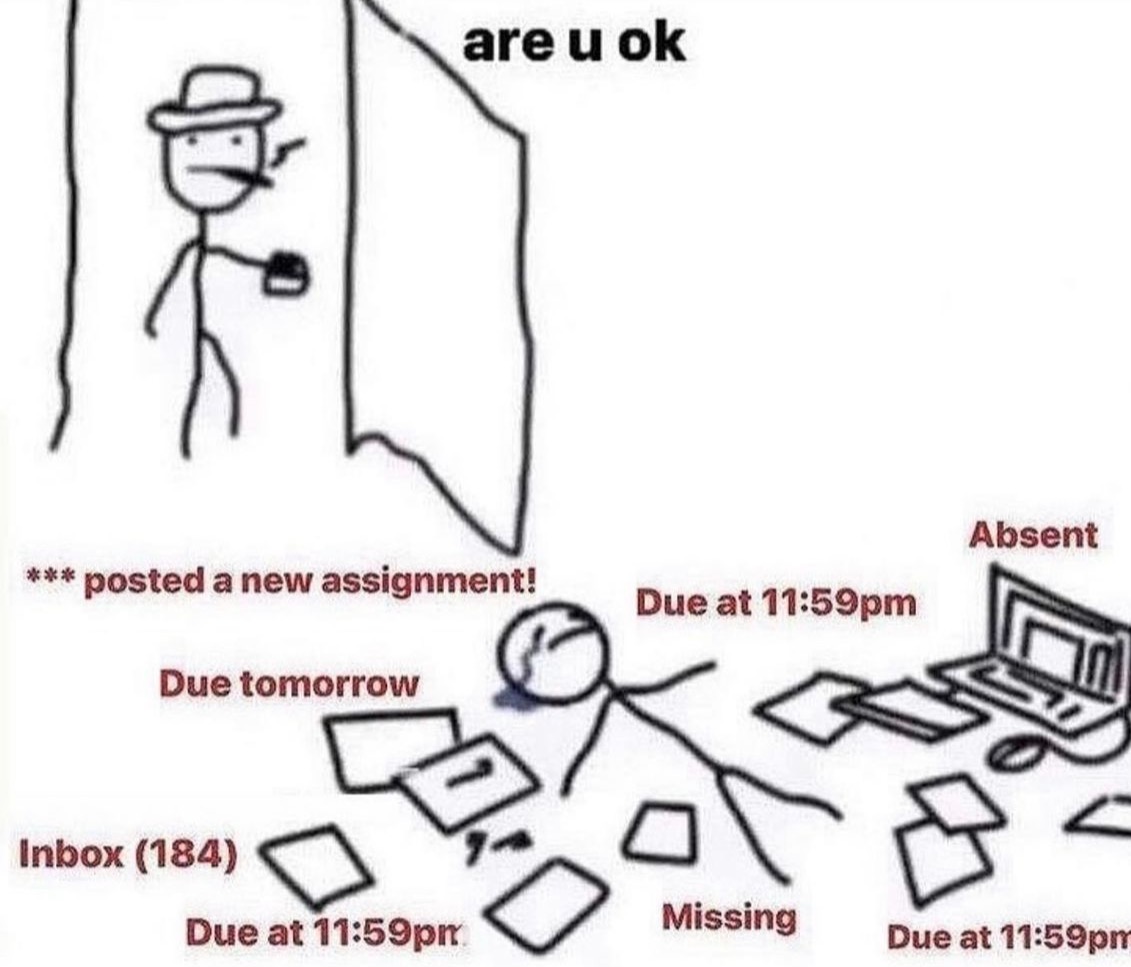 are u ok
Absent
*** posted a new assignment!
Due at 11:59pm
Due tomorrow
Inbox (184)
Missing
Due at 11:59pm
Due at 11:59pm